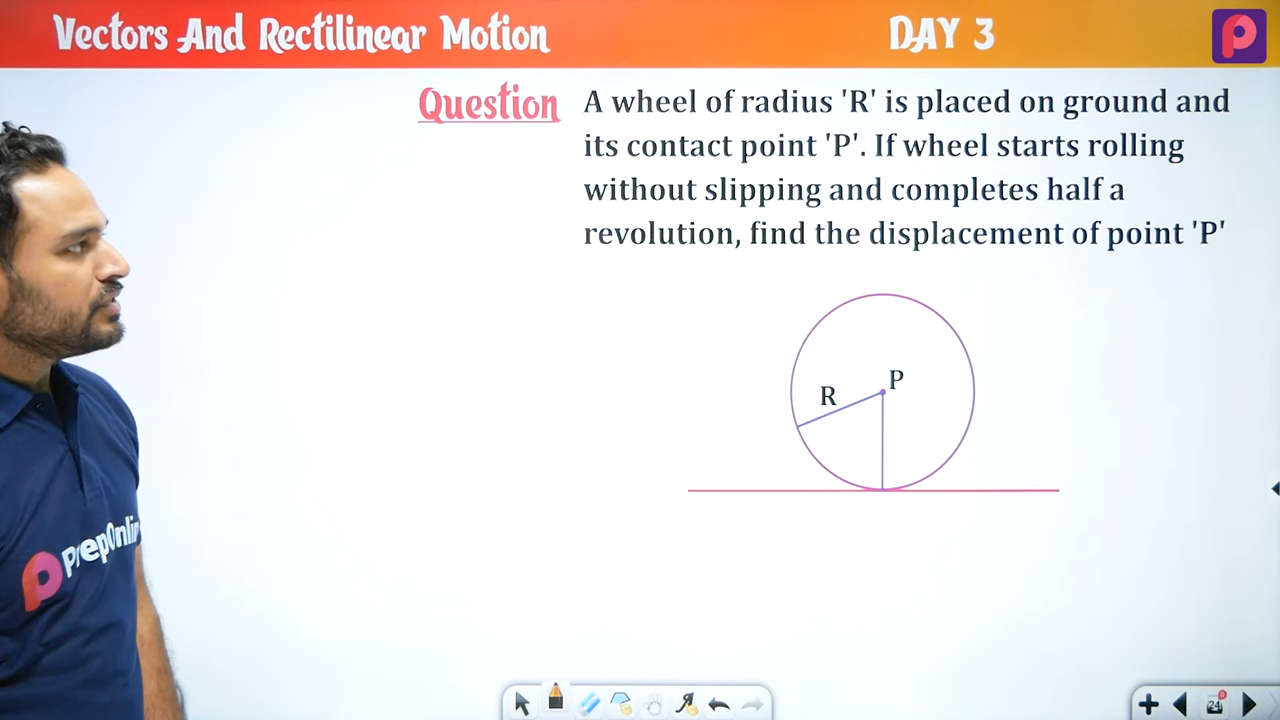 Vectors And Rectilinear Motion
DAY 3
Question
A wheel of radius 'R' is placed on ground and
its contact point 'P'. If wheel starts rolling
without slipping and completes half a
revolution, find the displacement of point 'P'
P
R
24